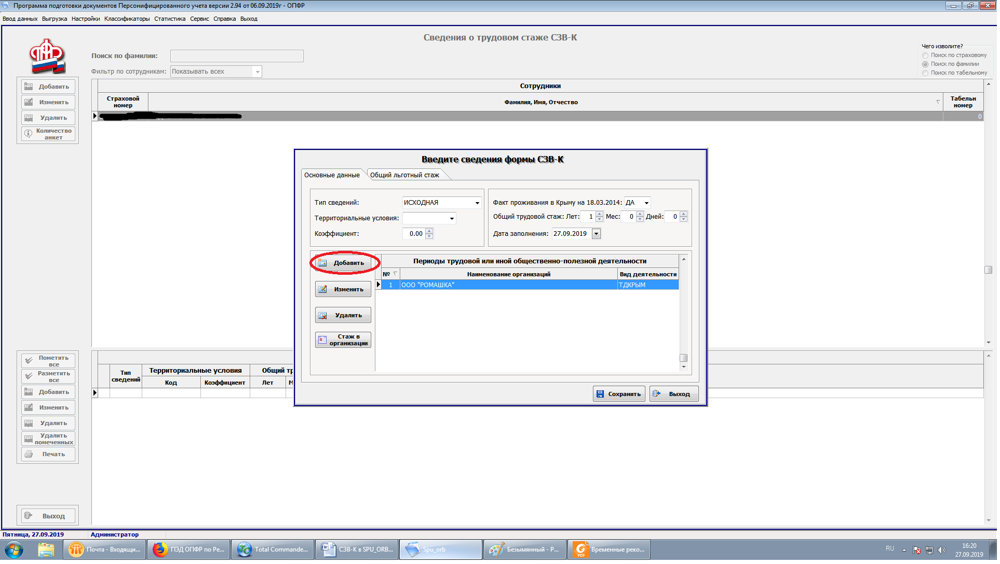 Программа подготовки документов Персонифицированного учета версии 2.94 от 06.09.2019г - ОПФР
Ввод данных Выгрузка Настройки Классификаторы Статистика Сервис Справка Выход
Сведения о трудовом стаже СЗВ-К
ПФР
Поиск по фамилии:
Фильтр по сотрудникам: Показывать всех
Чего изволите?
Поиск по страховому
Поиск по фамилии
Поиск по табельному
Добавить
Изменить
Удалить
Количество
анкет
Сотрудники
Страховой
номер
Фамилия, Имя, Отчество
Табельн
номер
0
Введите сведения формы СЗВ-К
Основные данные Общий льготный стаж
Тип сведений: ИСХОДНАЯ
Территориальные условия:
Коэффициент: 0.00
Факт проживания в Крыму на 18.03.2014: ДА
Общий трудовой стаж: Лет: 1 Мес: 0 Дней: 0
Дата заполнения: 27.09.2019
Добавить
Изменить
Удалить
Стаж в
организации
Периоды трудовой или иной общественно-полезной деятельности
№ Наименование организаций Вид деятельности
1 ООО "РОМАШКА" ТДКРЫМ
Сохранить Выход
Пометить
все
Разметить
все
Добавить
Изменить
Удалить
Удалить
помеченных
Печать
Тип
сведений
Территориальные условия
Общий тр
Код Коэффициент Лет М
Выход
Пятница, 27.09.2019 Администратор
Почта - Входящи... ПЭД ОПФР по Ре... Total Commande... СЗВ-К в SPU_ORB... Spu_orb Безымянный - Р... PDF Временные реко...
RU
16:20
27.09.2019